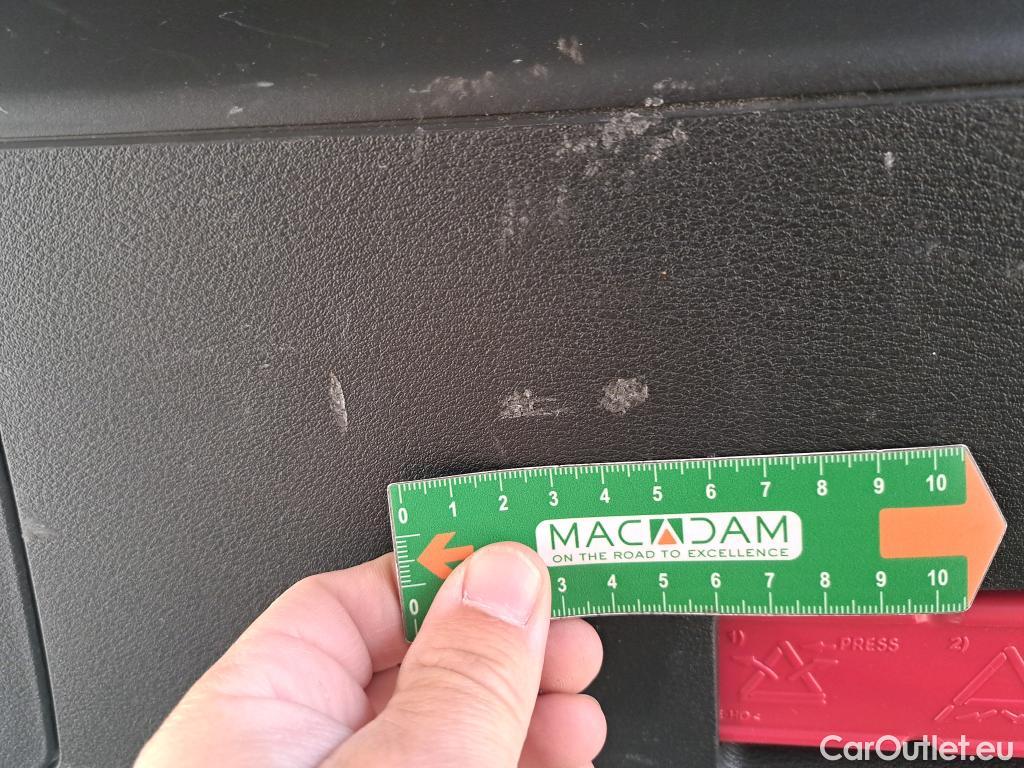 0 1 2 3 4 5 6 7 8 9 10
MACADAM
ON THE ROAD TO EXCELLENCE
0 3 4 5 6 7 8 9 10
1) PRESS 2)
CarOutlet.eu